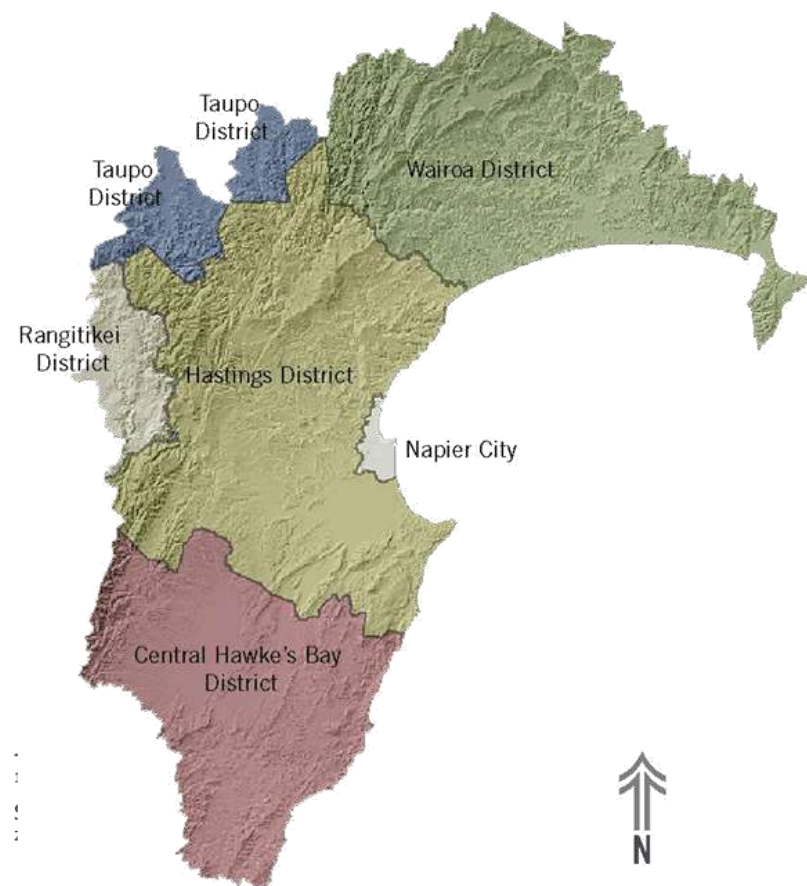 Taupo
District
Taupo
District
Wairoa District
Rangitikei
District
Hastings District
Napier City
Central Hawke's Bay
District
N